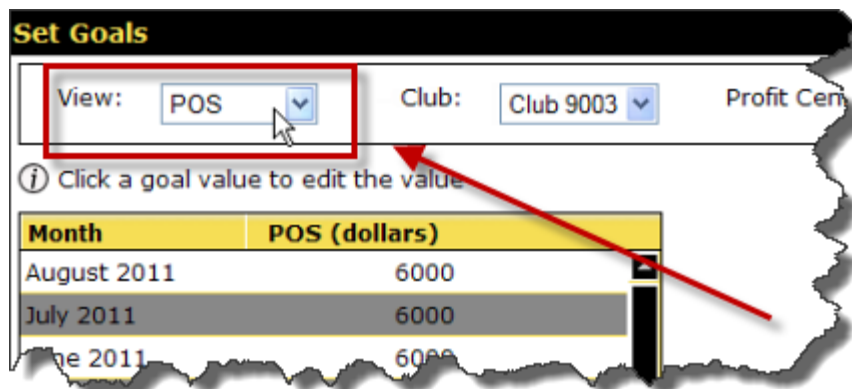 Set Goals
View: POS Club: Club 9003 Profit Cen
i Click a goal value to edit the value
Month POS (dollars)
August 2011 6000
July 2011 6000
2011